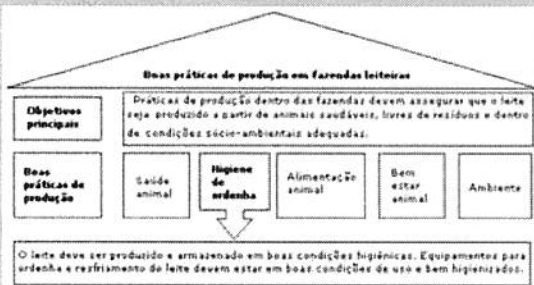 Boas práticas de produção em fazendas leiteiras
Objetivos
principais
Práticas de produção dentro das fazendas devem assegurar que o leite
seja produzido a partir de animais saudáveis, livres de resíduos e dentro
de condições sócio-ambientais adequadas.
Boas
práticas de
produção
Saúde
animal
Higiene
de
ordenha
Alimentação
animal
Bem
estar
animal
Ambiente
O leite deve ser produzido e armazenado em boas condições higiênicas. Equipamentos para
ordenha e resfriamento do leite devem estar em boas condições de uso e bem higienizados.